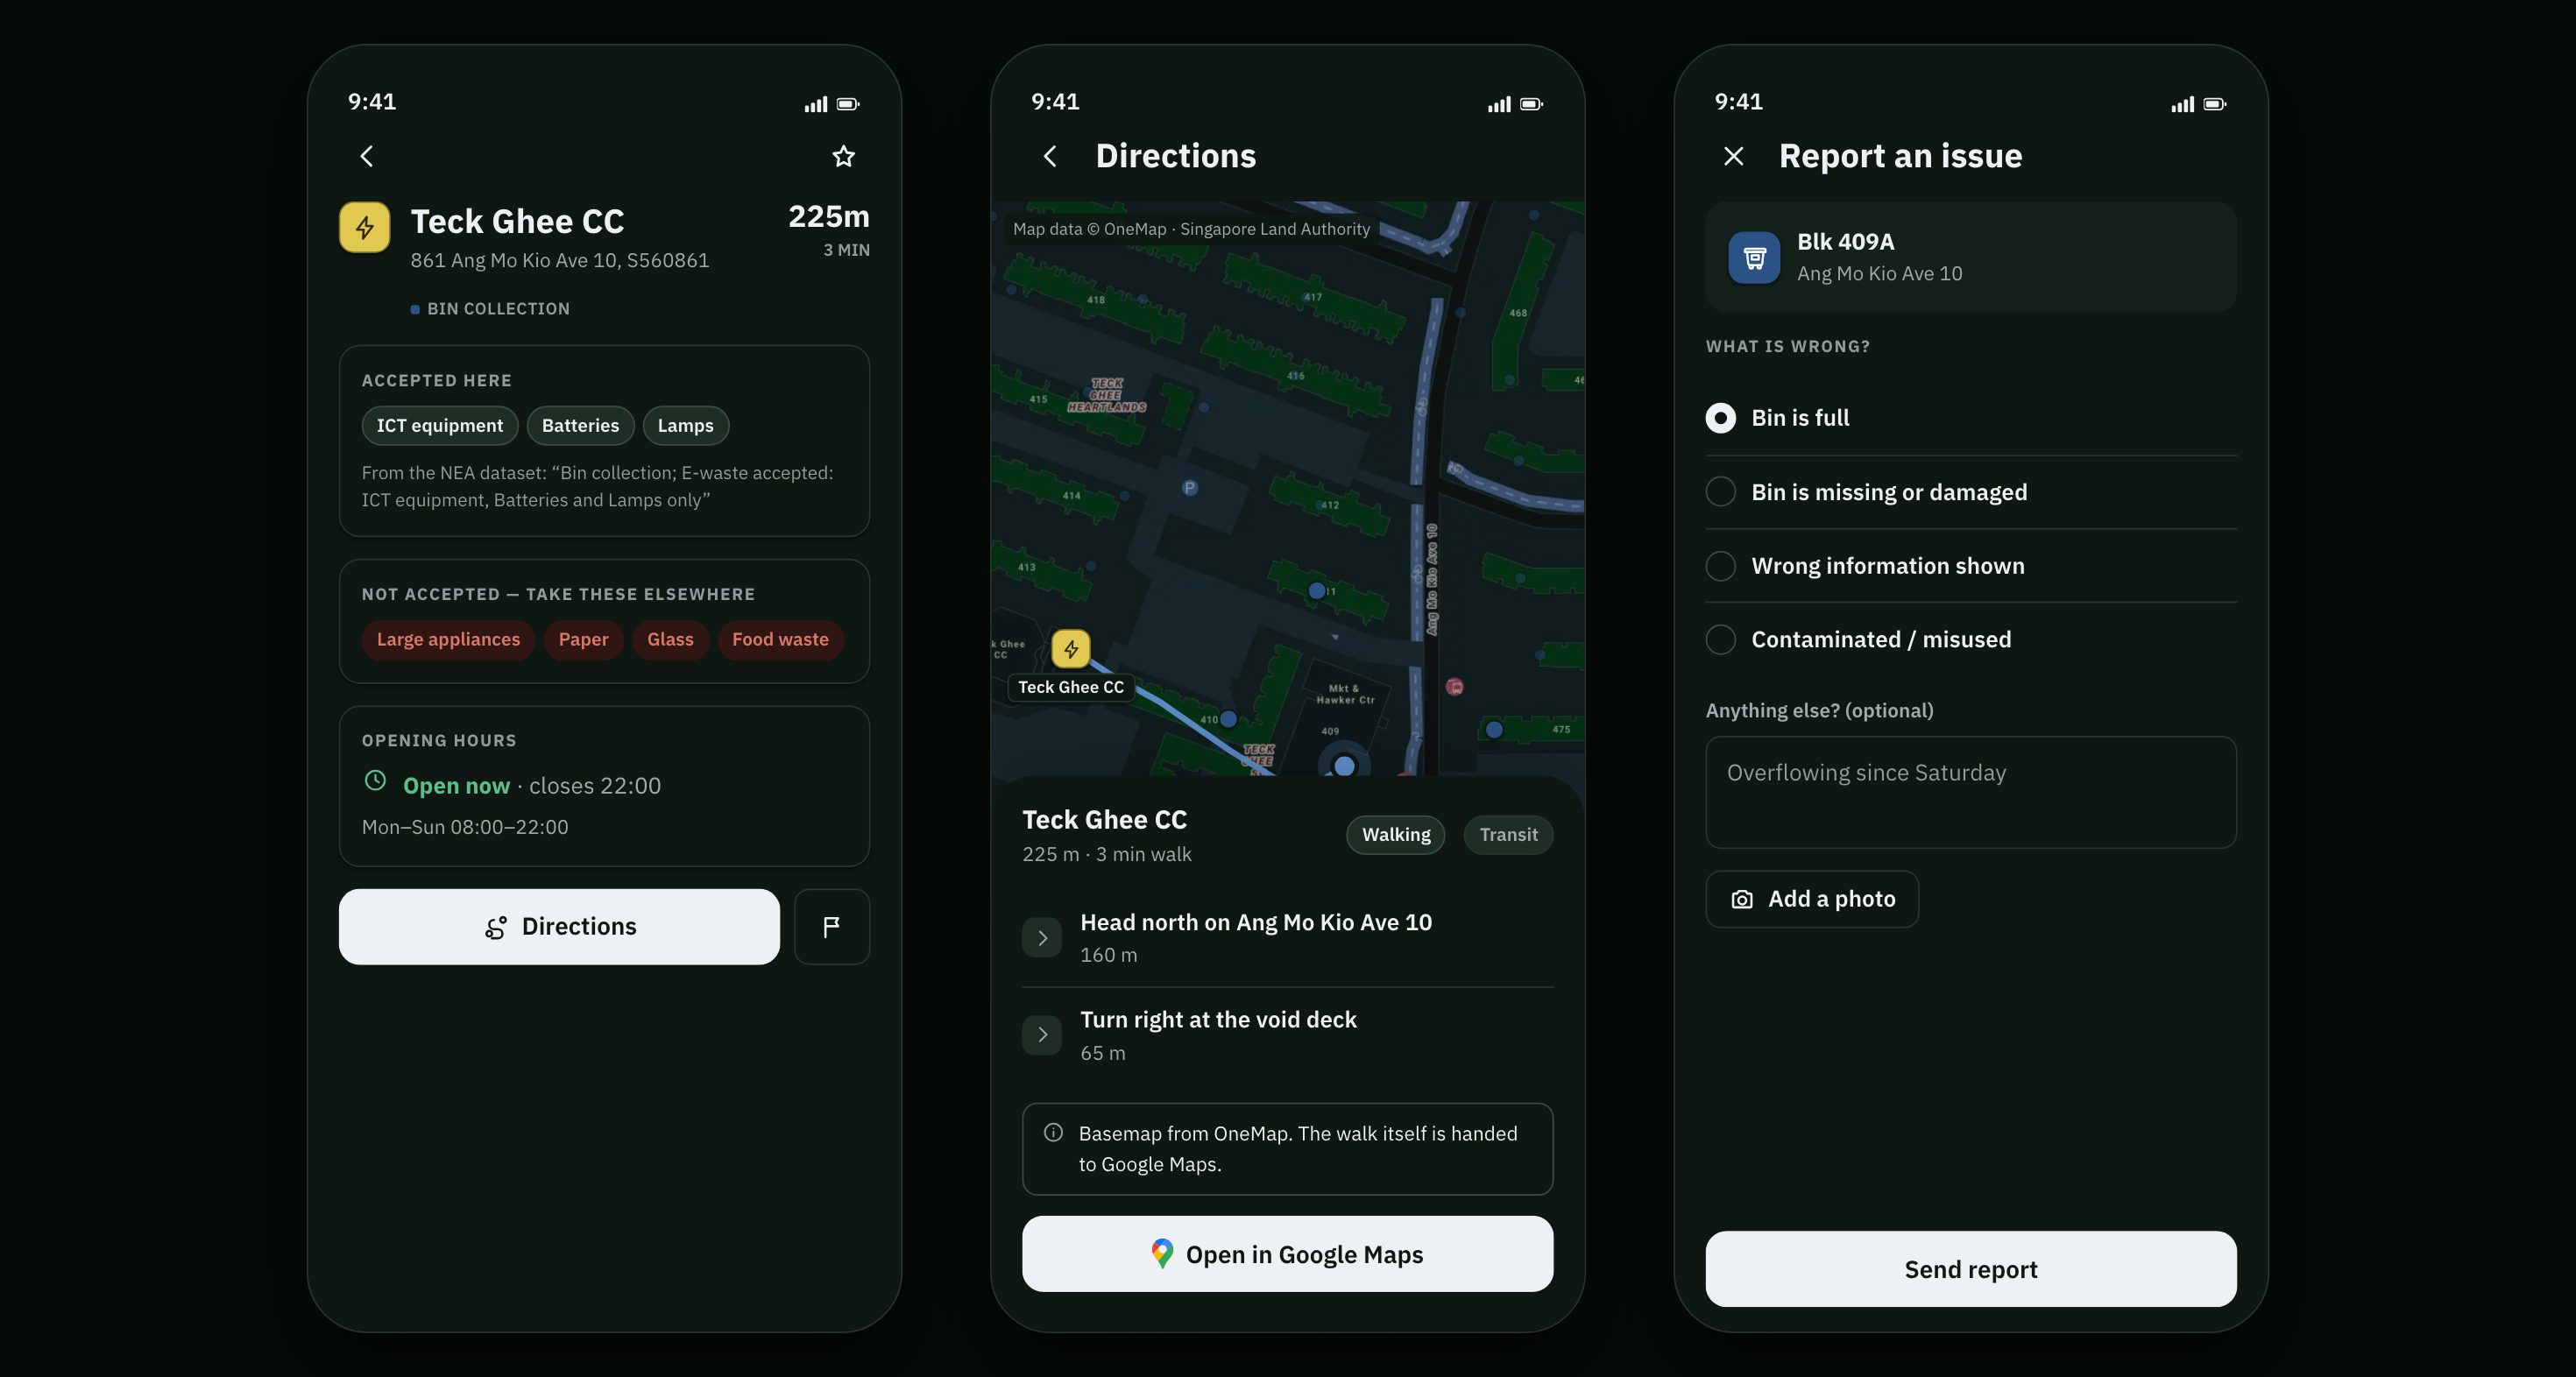 9:41
Teck Ghee CC
225m
861 Ang Mo Kio Ave 10, S560861
3 MIN
BIN COLLECTION
ACCEPTED HERE
ICT equipment
Batteries
Lamps
From the NEA dataset: “Bin collection; E-waste accepted:
ICT equipment, Batteries and Lamps only”
NOT ACCEPTED — TAKE THESE ELSEWHERE
Large appliances
Paper
Glass
Food waste
OPENING HOURS
Open now · closes 22:00
Mon–Sun 08:00–22:00
Directions
9:41
Directions
Map data © OneMap · Singapore Land Authority
418
417
468
416
415
TECK
GHEE
HEARTLANDS
414
P
412
413
Ang Mo Kio Ave 10
k Ghee
CC
Teck Ghee CC
Mkt &
Hawker Ctr
410
409
475
TECK
GHEE
Teck Ghee CC
225 m · 3 min walk
Walking
Transit
Head north on Ang Mo Kio Ave 10
160 m
Turn right at the void deck
65 m
Basemap from OneMap. The walk itself is handed
to Google Maps.
Open in Google Maps
9:41
Report an issue
Blk 409A
Ang Mo Kio Ave 10
WHAT IS WRONG?
Bin is full
Bin is missing or damaged
Wrong information shown
Contaminated / misused
Anything else? (optional)
Overflowing since Saturday
Add a photo
Send report